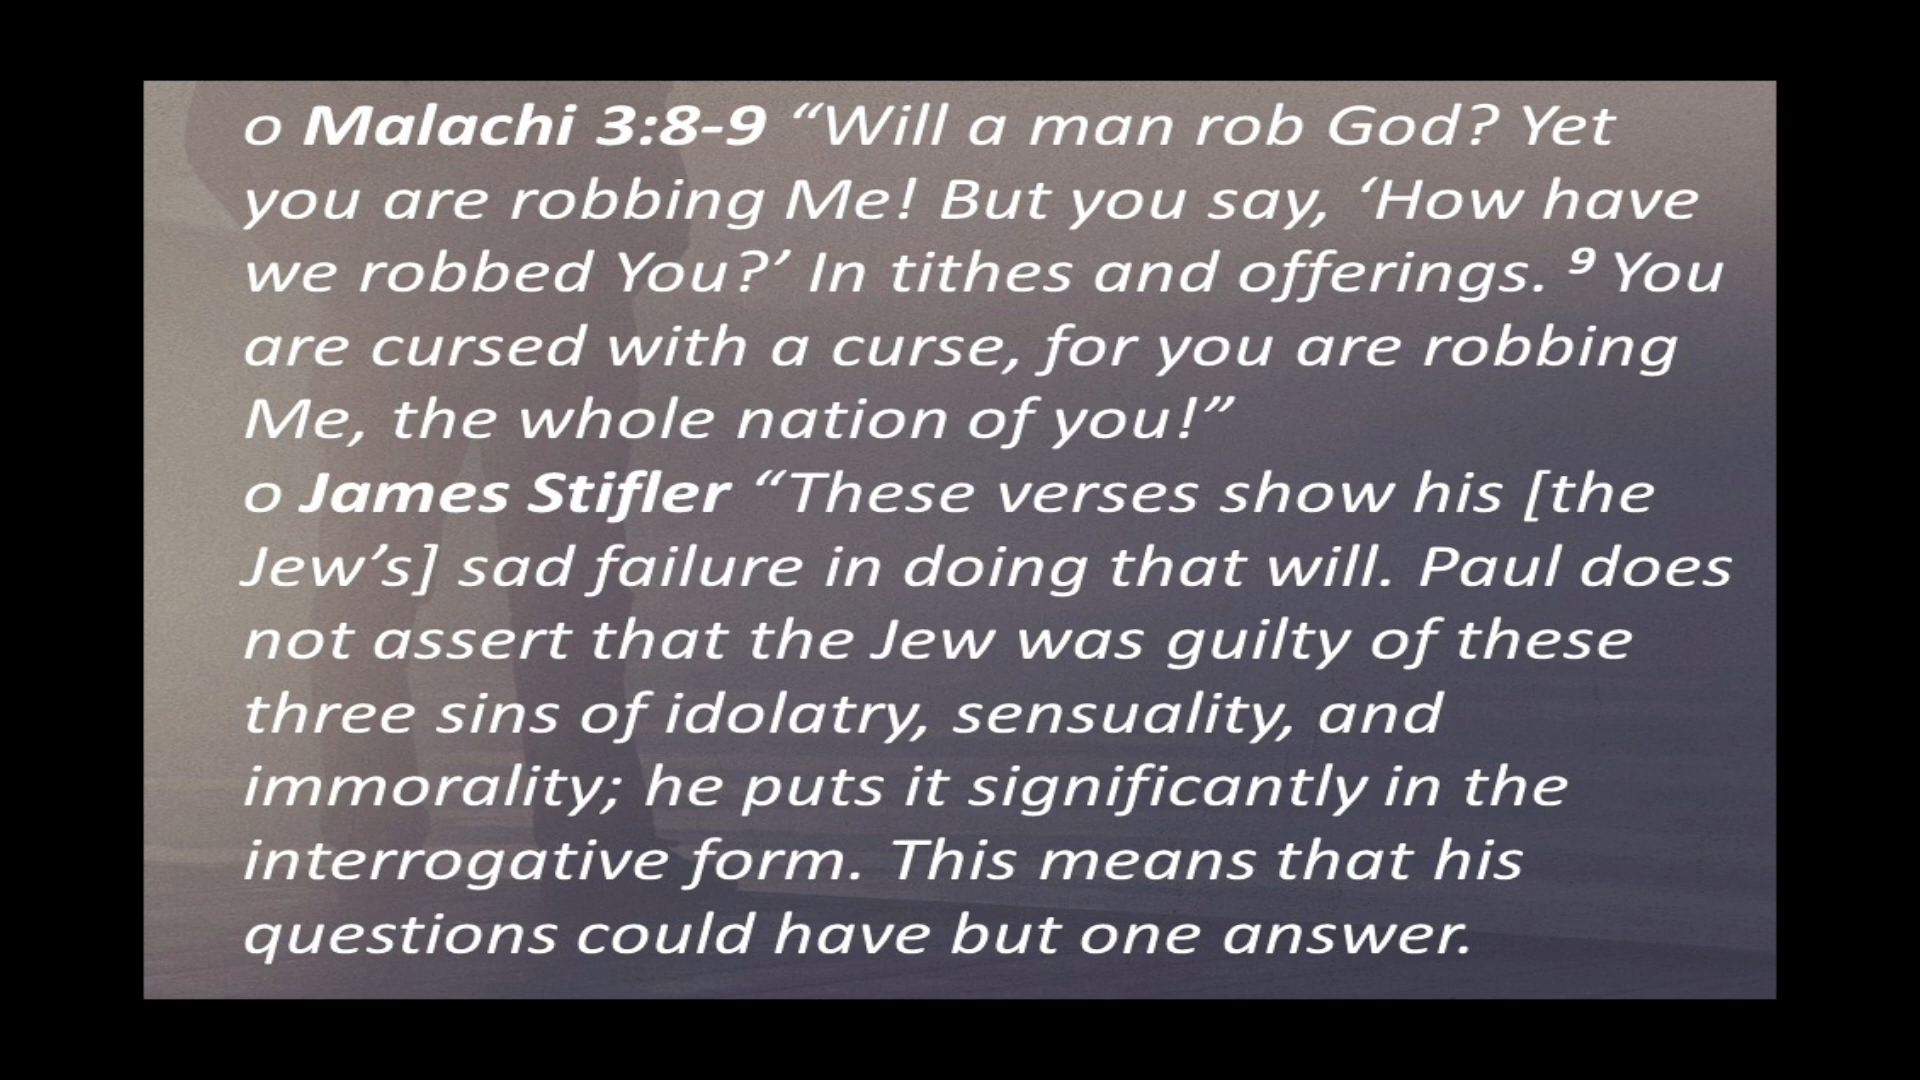 o Malachi 3:8-9 “Will a man rob God? Yet
you are robbing Me! But you say, ‘How have
we robbed You?’ In tithes and offerings. ⁹ You
are cursed with a curse, for you are robbing
Me, the whole nation of you!”
o James Stifler “These verses show his [the
Jew’s] sad failure in doing that will. Paul does
not assert that the Jew was guilty of these
three sins of idolatry, sensuality, and
immorality; he puts it significantly in the
interrogative form. This means that his
questions could have but one answer.